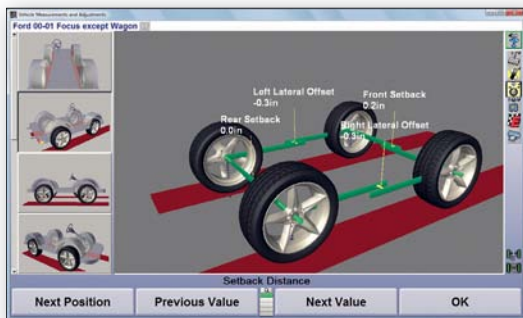 Vehicle Measurements and Adjustments
Ford 00-01 Focus except Wagon
Left Lateral Offset
-0.3in
Front Setback
0.2in
Rear Setback
0.0in
Right Lateral Offset
-0.3in
Setback Distance
Next Position
Previous Value
Next Value
OK